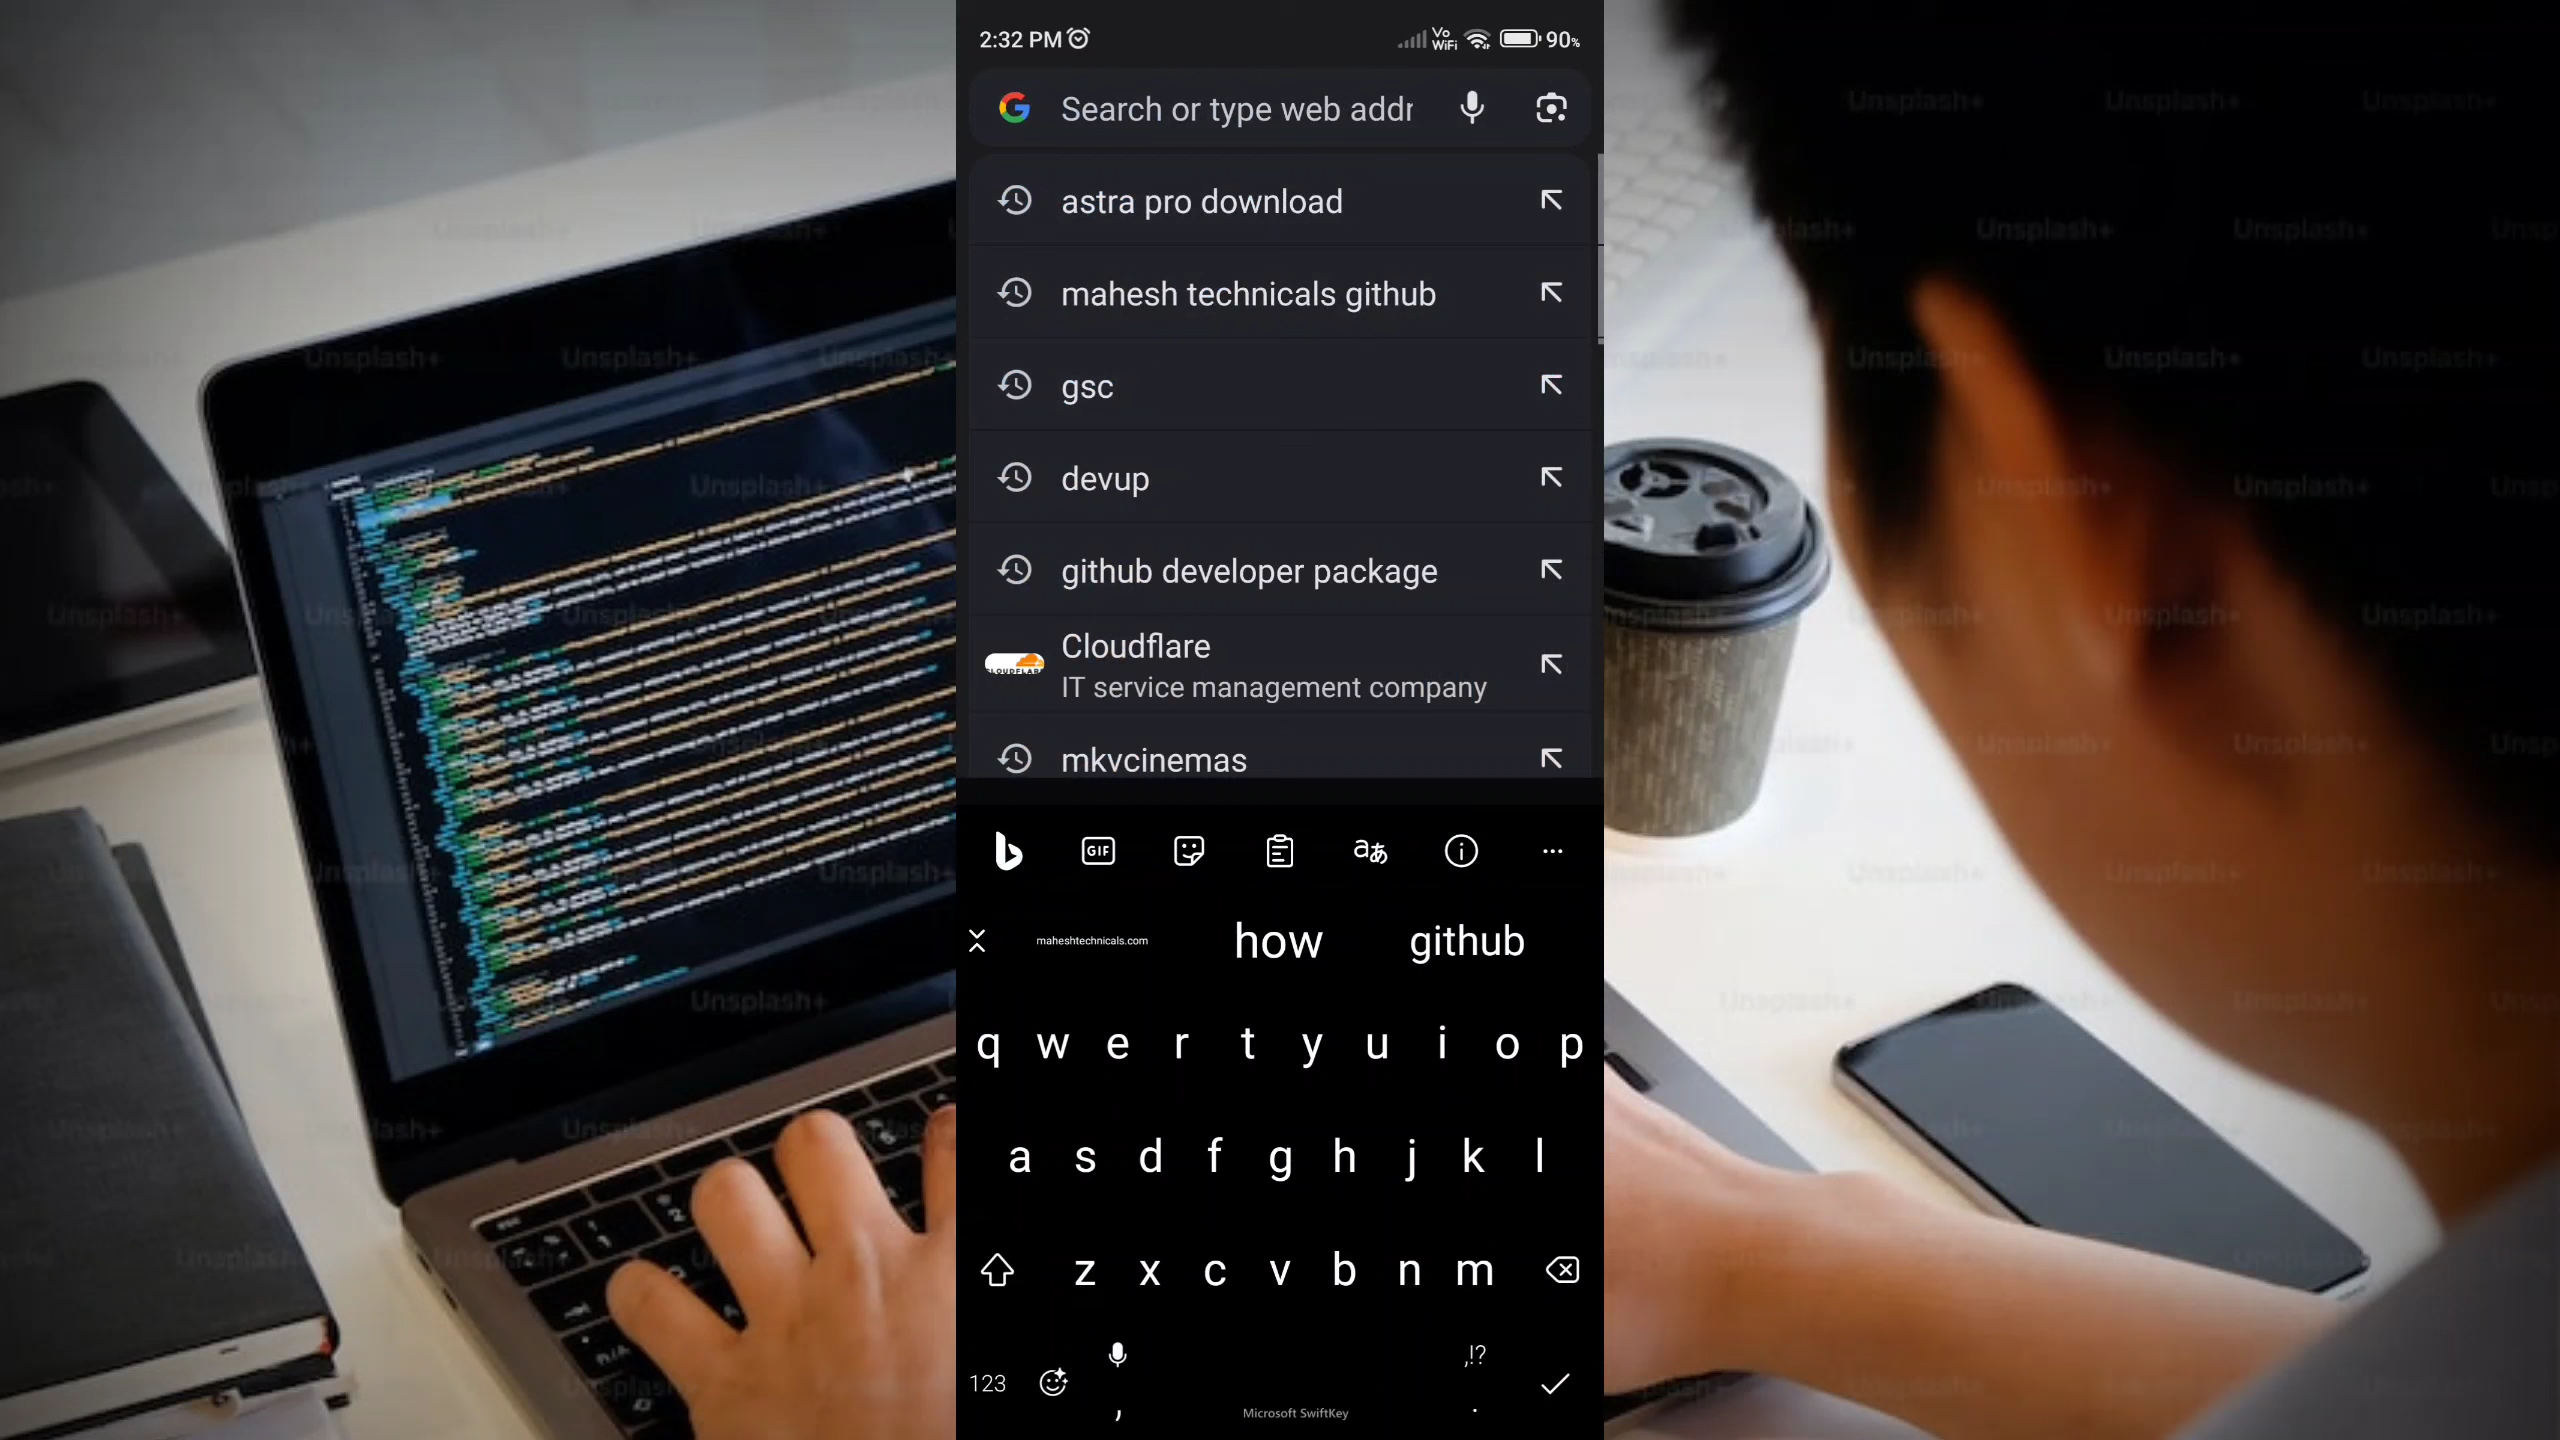 2:32 PM
Vo
WiFi
90%
Search or type web addr
astra pro download
mahesh technicals github
gsc
devup
github developer package
Cloudflare
IT service management company
CLOUDFLARE
mkvcinemas
GIF
aあ
maheshtechnicals.com
how
github
q w e r t y u i o p
a s d f g h j k l
z x c v b n m
,!?
123
,
.
Microsoft SwiftKey
Unsplash+